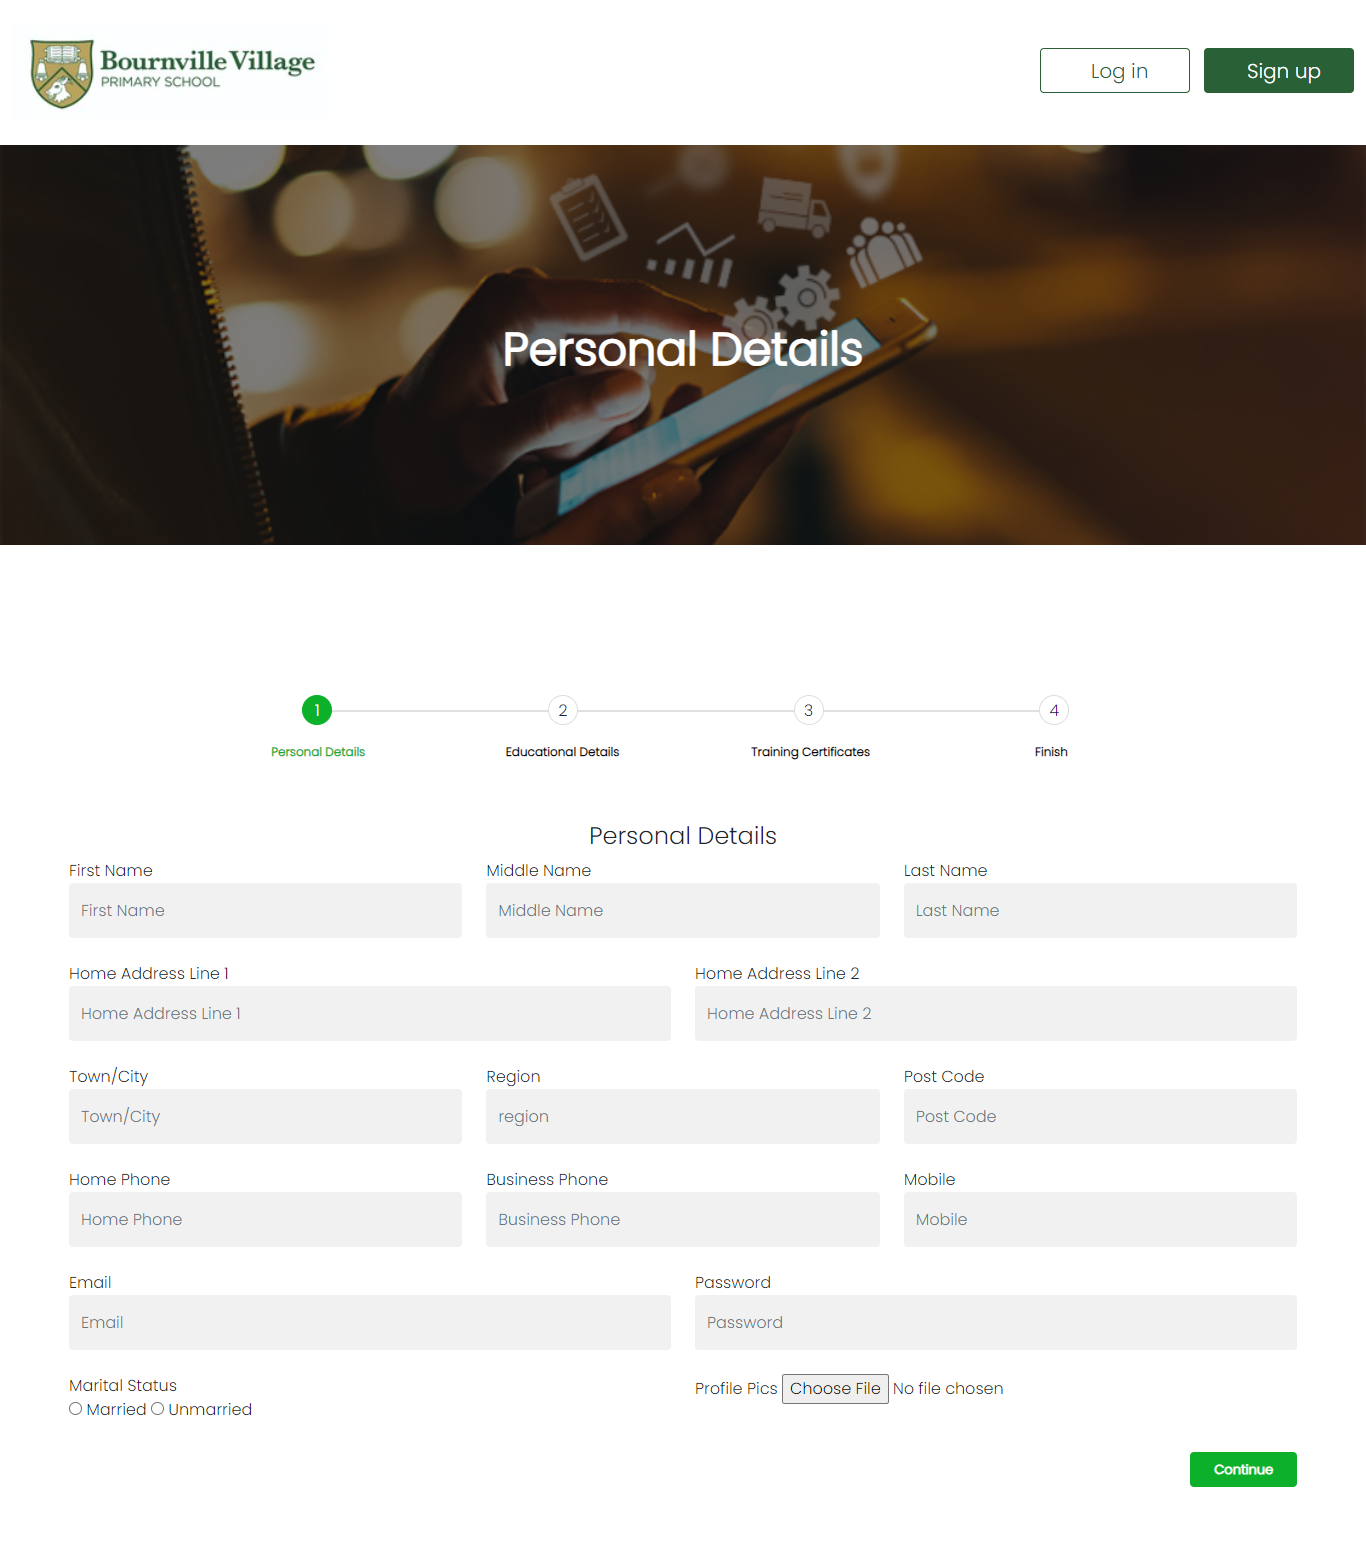 Bournville Village
PRIMARY SCHOOL
Log in
Sign up
Personal Details
1 2 3 4
Personal Details Educational Details Training Certificates Finish
Personal Details
First Name Middle Name Last Name
First Name Middle Name Last Name
Home Address Line 1 Home Address Line 2
Home Address Line 1 Home Address Line 2
Town/City Region Post Code
Town/City region Post Code
Home Phone Business Phone Mobile
Home Phone Business Phone Mobile
Email Password
Email Password
Marital Status Profile Pics Choose File No file chosen
Married Unmarried
Continue